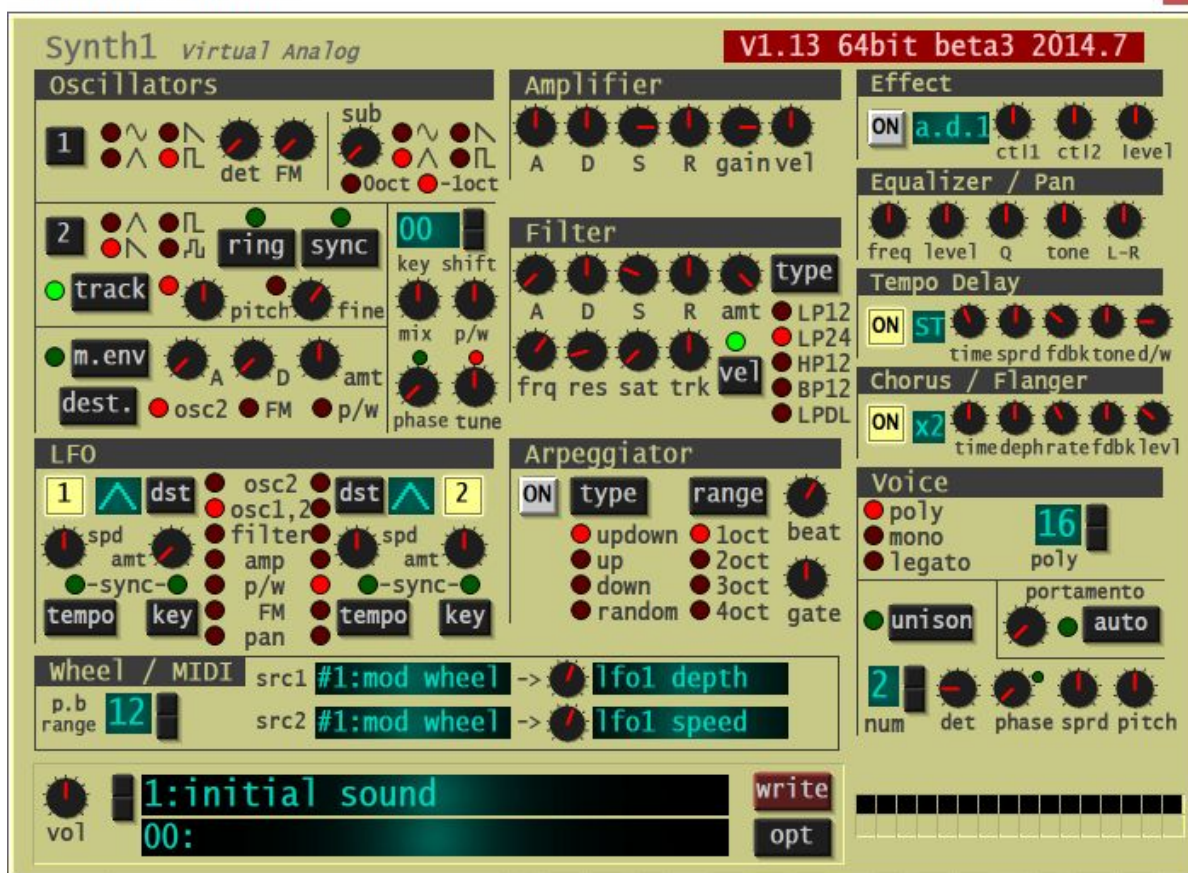 Synth1 Virtual Analog
V1.13 64bit beta3 2014.7
Oscillators
1
det FM
sub
0oct -1oct
2
ring sync
track
pitch fine
00
key shift
mix p/w
m.env
A D amt
dest. osc2 FM p/w
phase tune
Amplifier
A D S R gain vel
Filter
A D S R amt
type
LP12
LP24
HP12
BP12
LPDL
frq res sat trk vel
Effect
ON a.d.1
ctl1 ctl2 level
Equalizer / Pan
freq level Q tone L-R
Tempo Delay
ON ST
time sprd fdbk tone d/w
Chorus / Flanger
ON x2
time deph rate fdbk levl
LFO
1 dst osc2 dst 2
osc1,2
filter
amp
p/w
FM
pan
spd amt
spd amt
-sync-
-sync-
tempo key
tempo key
Arpeggiator
ON type range
beat
gate
updown 1oct
up 2oct
down 3oct
random 4oct
Voice
poly
mono
legato
16
poly
portamento
unison
auto
2
num det phase sprd pitch
Wheel / MIDI
p.b
range 12
src1 #1:mod wheel -> lfo1 depth
src2 #1:mod wheel -> lfo1 speed
vol
1:initial sound
00:
write
opt